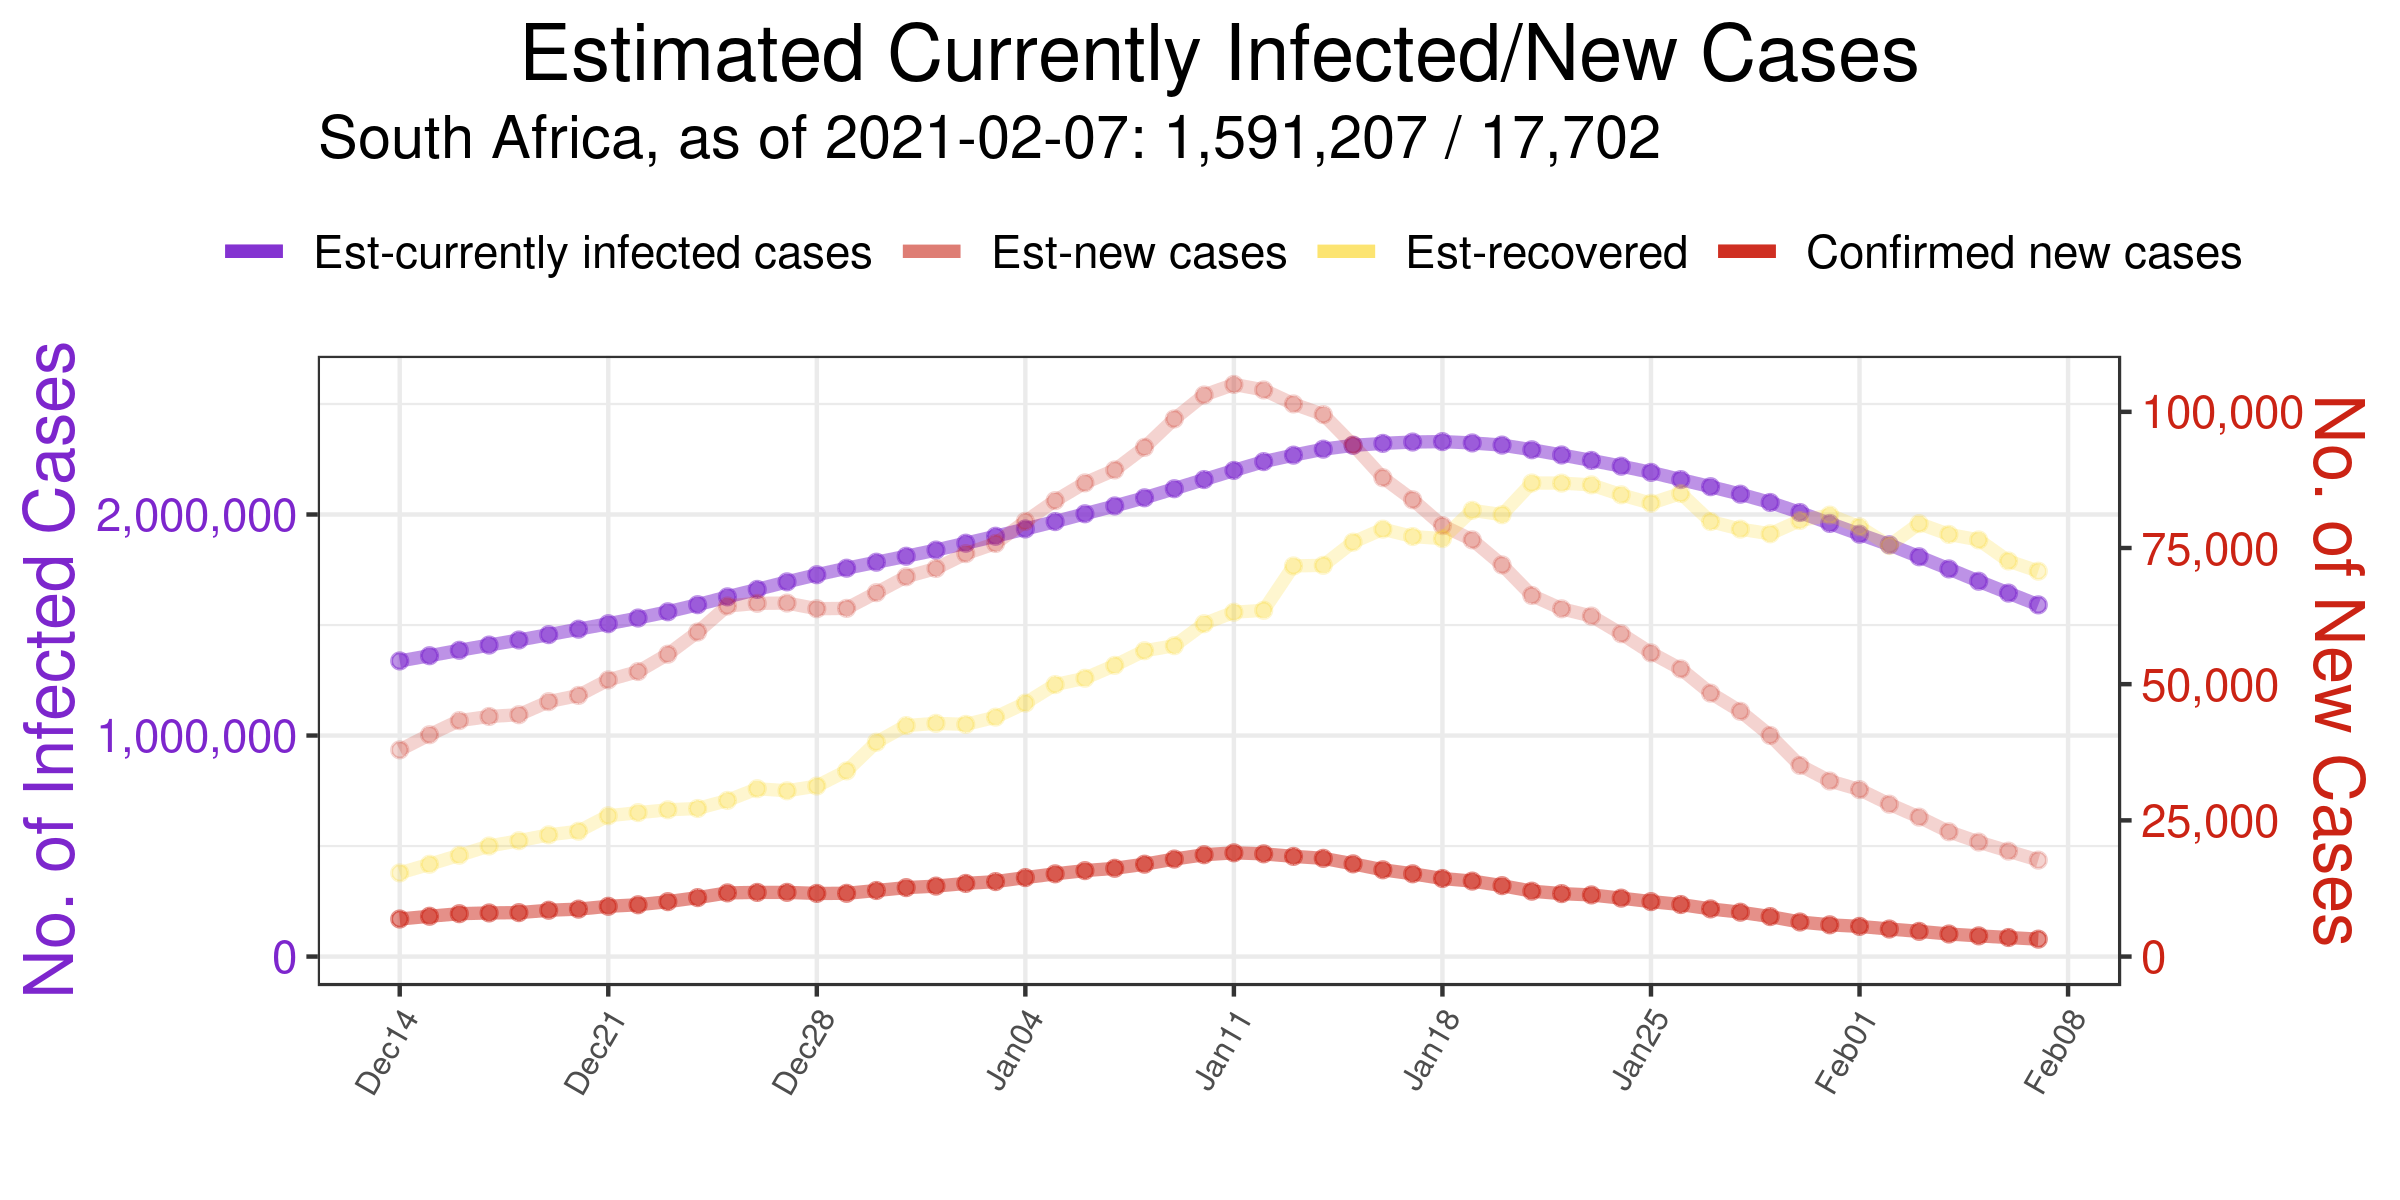 Estimated Currently Infected/New Cases
South Africa, as of 2021-02-07: 1,591,207 / 17,702
Est-currently infected cases Est-new cases Est-recovered Confirmed new cases
No. of Infected Cases
2,000,000
1,000,000
0
100,000
75,000
50,000
25,000
0
No. of New Cases
Dec14 Dec21 Dec28 Jan04 Jan11 Jan18 Jan25 Feb01 Feb08